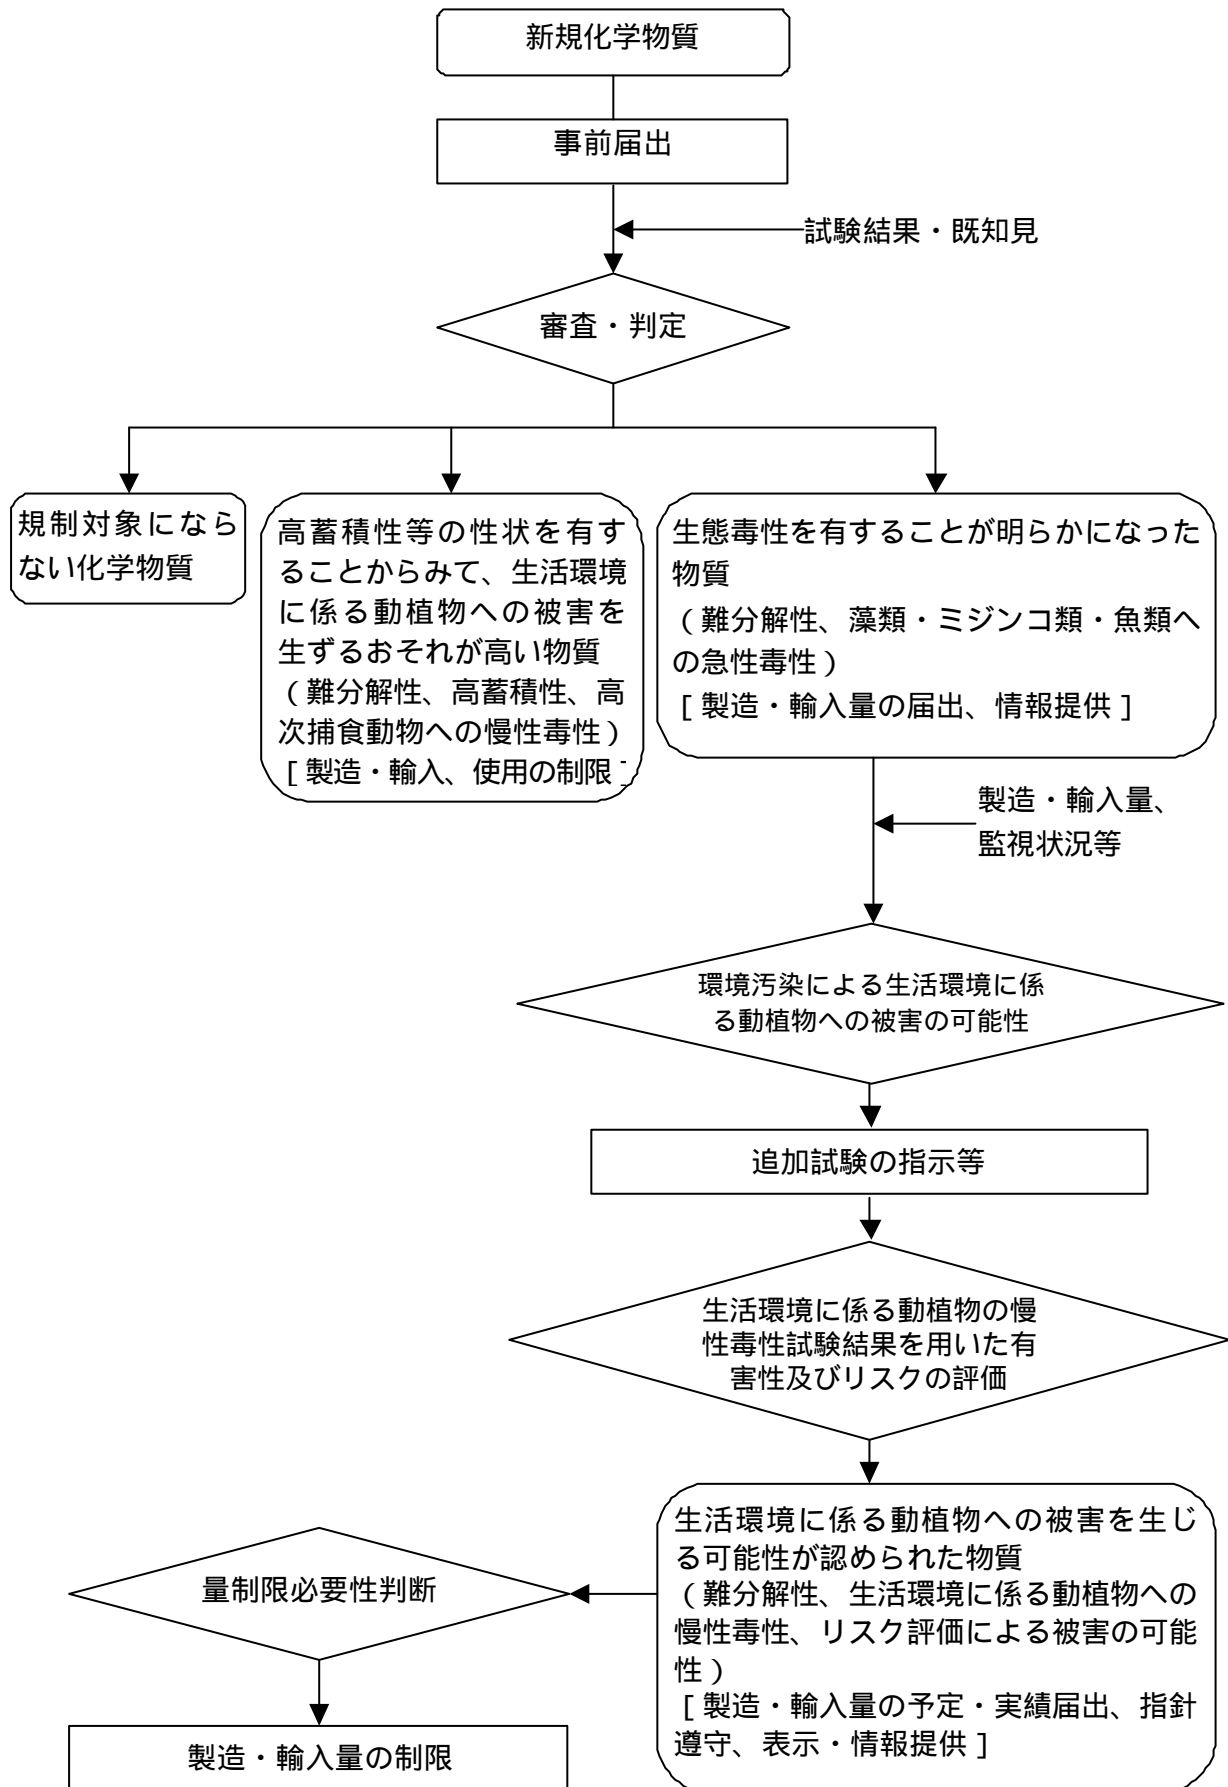 新規化学物質
事前届出
試験結果・既知見
審査・判定
規制対象になら
ない化学物質
高蓄積性等の性状を有す
ることからみて、生活環境
に係る動植物への被害を
生ずるおそれが高い物質
（難分解性、高蓄積性、高
次捕食動物への慢性毒性）
［製造・輸入、使用の制限］
生態毒性を有することが明らかになった
物質
（難分解性、藻類・ミジンコ類・魚類へ
の急性毒性）
［製造・輸入量の届出、情報提供］
製造・輸入量、
監視状況等
環境汚染による生活環境に係
る動植物への被害の可能性
追加試験の指示等
生活環境に係る動植物の慢
性毒性試験結果を用いた有
害性及びリスクの評価
生活環境に係る動植物への被害を生じ
る可能性が認められた物質
（難分解性、生活環境に係る動植物への
慢性毒性、リスク評価による被害の可能
性）
［製造・輸入量の予定・実績届出、指針
遵守、表示・情報提供］
量制限必要性判断
製造・輸入量の制限